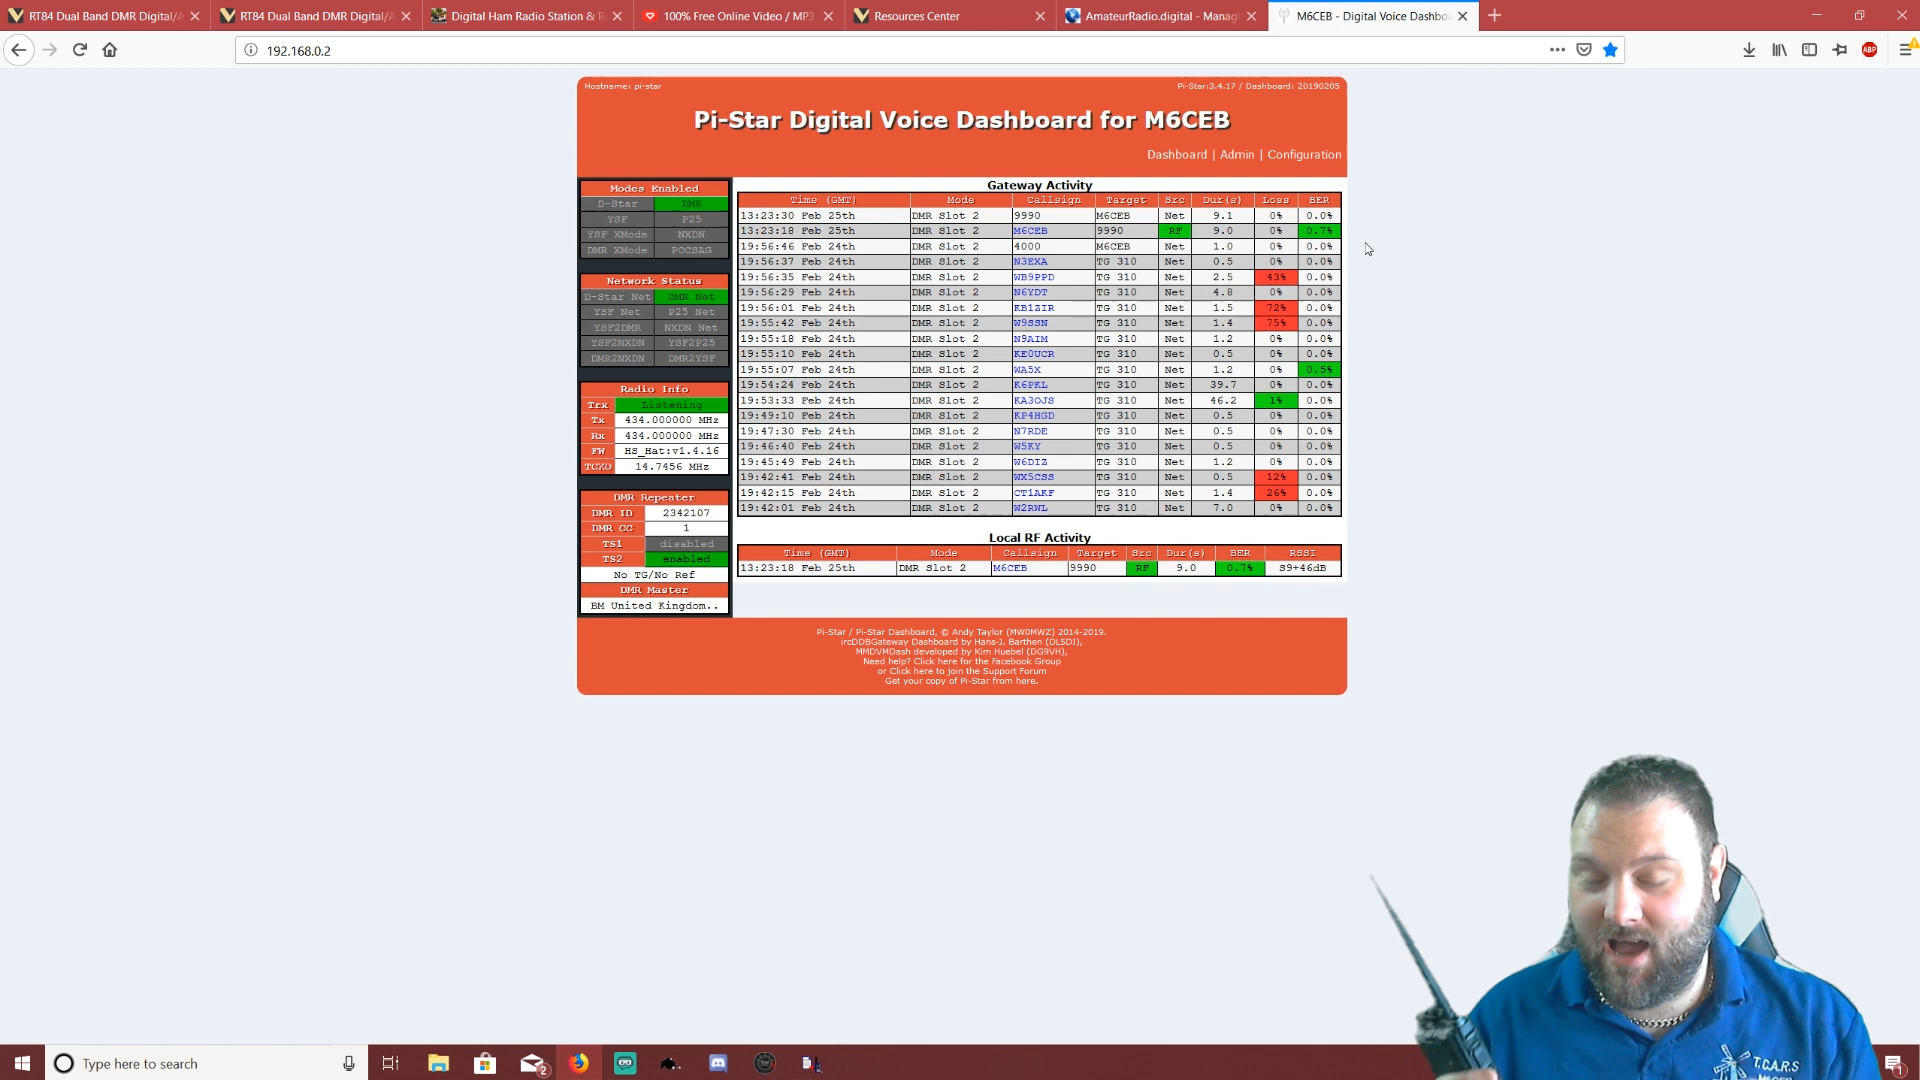 RT84 Dual Band DMR Digital/A
RT84 Dual Band DMR Digital/A
Digital Ham Radio Station & R
100% Free Online Video / MP3
Resources Center
AmateurRadio.digital - Manag
M6CEB - Digital Voice Dashbo
192.168.0.2
ABP
Hostname: pi-star
Pi-Star:3.4.17 / Dashboard: 20190205
Pi-Star Digital Voice Dashboard for M6CEB
Dashboard | Admin | Configuration
Modes Enabled
D-Star DMR
YSF P25
YSF XMode NXDN
DMR XMode POCSAG
Network Status
D-Star Net DMR Net
YSF Net P25 Net
YSF2DMR NXDN Net
YSF2NXDN YSF2P25
DMR2NXDN DMR2YSF
Radio Info
Trx Listening
Tx 434.000000 MHz
Rx 434.000000 MHz
FW HS_Hat:v1.4.16
TCXO 14.7456 MHz
DMR Repeater
DMR ID 2342107
DMR CC 1
TS1 disabled
TS2 enabled
No TG/No Ref
DMR Master
BM United Kingdom..
Gateway Activity
Time (GMT) Mode Callsign Target Src Dur(s) Loss BER
13:23:30 Feb 25th DMR Slot 2 9990 M6CEB Net 9.1 0% 0.0%
13:23:18 Feb 25th DMR Slot 2 M6CEB 9990 RF 9.0 0% 0.7%
19:56:46 Feb 24th DMR Slot 2 4000 M6CEB Net 1.0 0% 0.0%
19:56:37 Feb 24th DMR Slot 2 N3EXA TG 310 Net 0.5 0% 0.0%
19:56:35 Feb 24th DMR Slot 2 WB9PPD TG 310 Net 2.5 43% 0.0%
19:56:29 Feb 24th DMR Slot 2 N6YDT TG 310 Net 4.8 0% 0.0%
19:56:01 Feb 24th DMR Slot 2 KB1ZIR TG 310 Net 1.5 72% 0.0%
19:55:42 Feb 24th DMR Slot 2 W9SSN TG 310 Net 1.4 75% 0.0%
19:55:18 Feb 24th DMR Slot 2 N9AIM TG 310 Net 1.2 0% 0.0%
19:55:10 Feb 24th DMR Slot 2 KE0UCR TG 310 Net 0.5 0% 0.0%
19:55:07 Feb 24th DMR Slot 2 WA5X TG 310 Net 1.2 0% 0.5%
19:54:24 Feb 24th DMR Slot 2 K6PKL TG 310 Net 39.7 0% 0.0%
19:53:33 Feb 24th DMR Slot 2 KA3OJS TG 310 Net 46.2 1% 0.0%
19:49:10 Feb 24th DMR Slot 2 KP4HGD TG 310 Net 0.5 0% 0.0%
19:47:30 Feb 24th DMR Slot 2 N7RDE TG 310 Net 0.5 0% 0.0%
19:46:40 Feb 24th DMR Slot 2 W5KY TG 310 Net 0.5 0% 0.0%
19:45:49 Feb 24th DMR Slot 2 W6DIZ TG 310 Net 1.2 0% 0.0%
19:42:41 Feb 24th DMR Slot 2 WX5CSS TG 310 Net 0.5 12% 0.0%
19:42:15 Feb 24th DMR Slot 2 CT1AKF TG 310 Net 1.4 26% 0.0%
19:42:01 Feb 24th DMR Slot 2 W2RWL TG 310 Net 7.0 0% 0.0%
Local RF Activity
Time (GMT) Mode Callsign Target Src Dur(s) BER RSSI
13:23:18 Feb 25th DMR Slot 2 M6CEB 9990 RF 9.0 0.7% S9+46dB
Pi-Star / Pi-Star Dashboard, © Andy Taylor (MW0MWZ) 2014-2019.
ircDDBGateway Dashboard by Hans-J. Barthen (DL5DI),
MMDVMDash developed by Kim Huebel (DG9VH),
Need help? Click here for the Facebook Group
or Click here to join the Support Forum
Get your copy of Pi-Star from here.
T.C.A.R.S
M6CEB
Type here to search
2
1